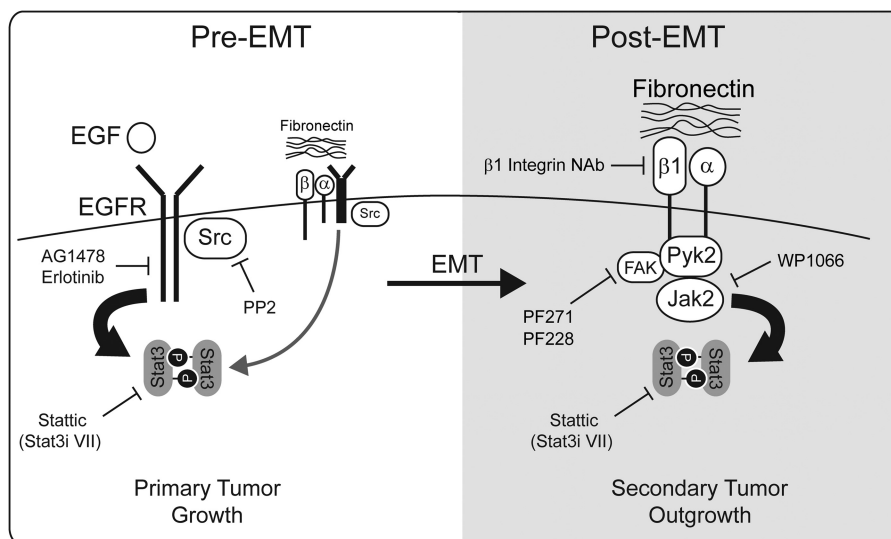 Pre-EMT
Post-EMT
EGF
Fibronectin
β
α
EGFR
Src
Src
AG1478
Erlotinib
PP2
Stat3
P
P
Stat3
Stattic
(Stat3i VII)
Primary Tumor
Growth
EMT
Fibronectin
β1 Integrin NAb
β1
α
FAK
Pyk2
Jak2
WP1066
PF271
PF228
Stat3
P
P
Stat3
Stattic
(Stat3i VII)
Secondary Tumor
Outgrowth